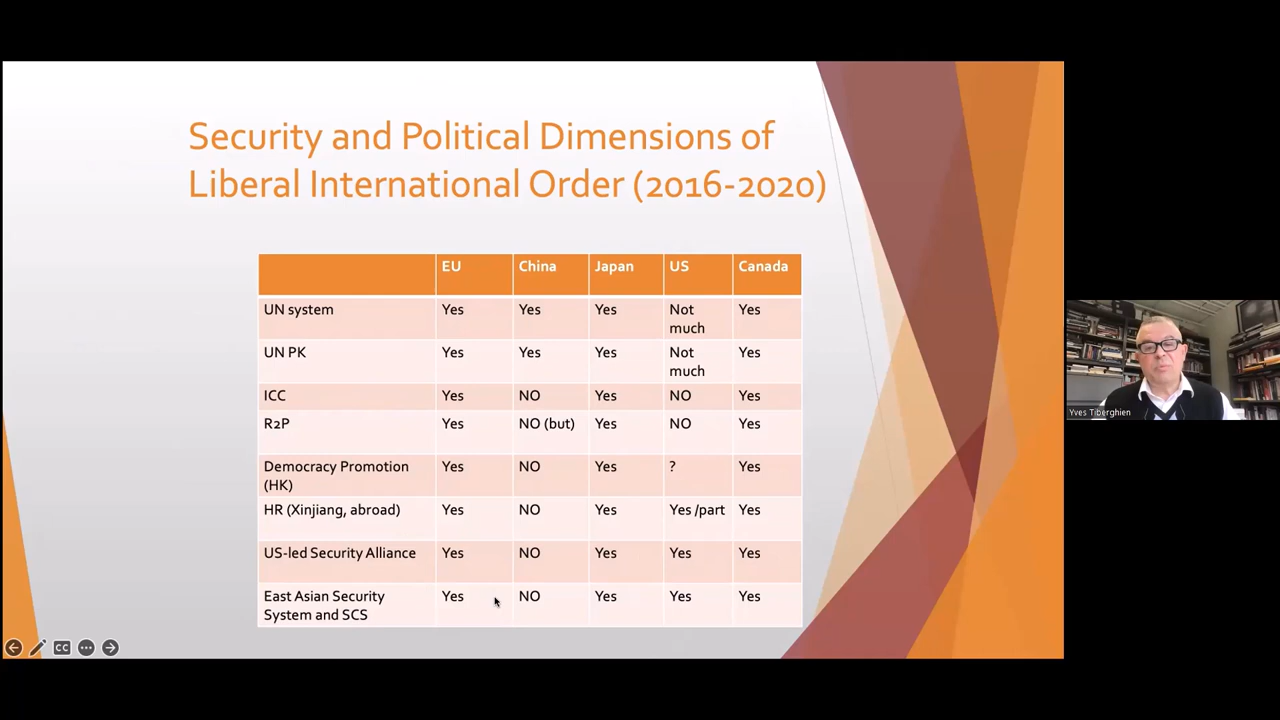 Security and Political Dimensions of
Liberal International Order (2016-2020)
EU China Japan US Canada
UN system Yes Yes Yes Not much Yes
UN PK Yes Yes Yes Not much Yes
ICC Yes NO Yes NO Yes
R2P Yes NO (but) Yes NO Yes
Democracy Promotion (HK) Yes NO Yes ? Yes
HR (Xinjiang, abroad) Yes NO Yes Yes /part Yes
US-led Security Alliance Yes NO Yes Yes Yes
East Asian Security System and SCS Yes NO Yes Yes Yes
CC
Yves Tiberghien